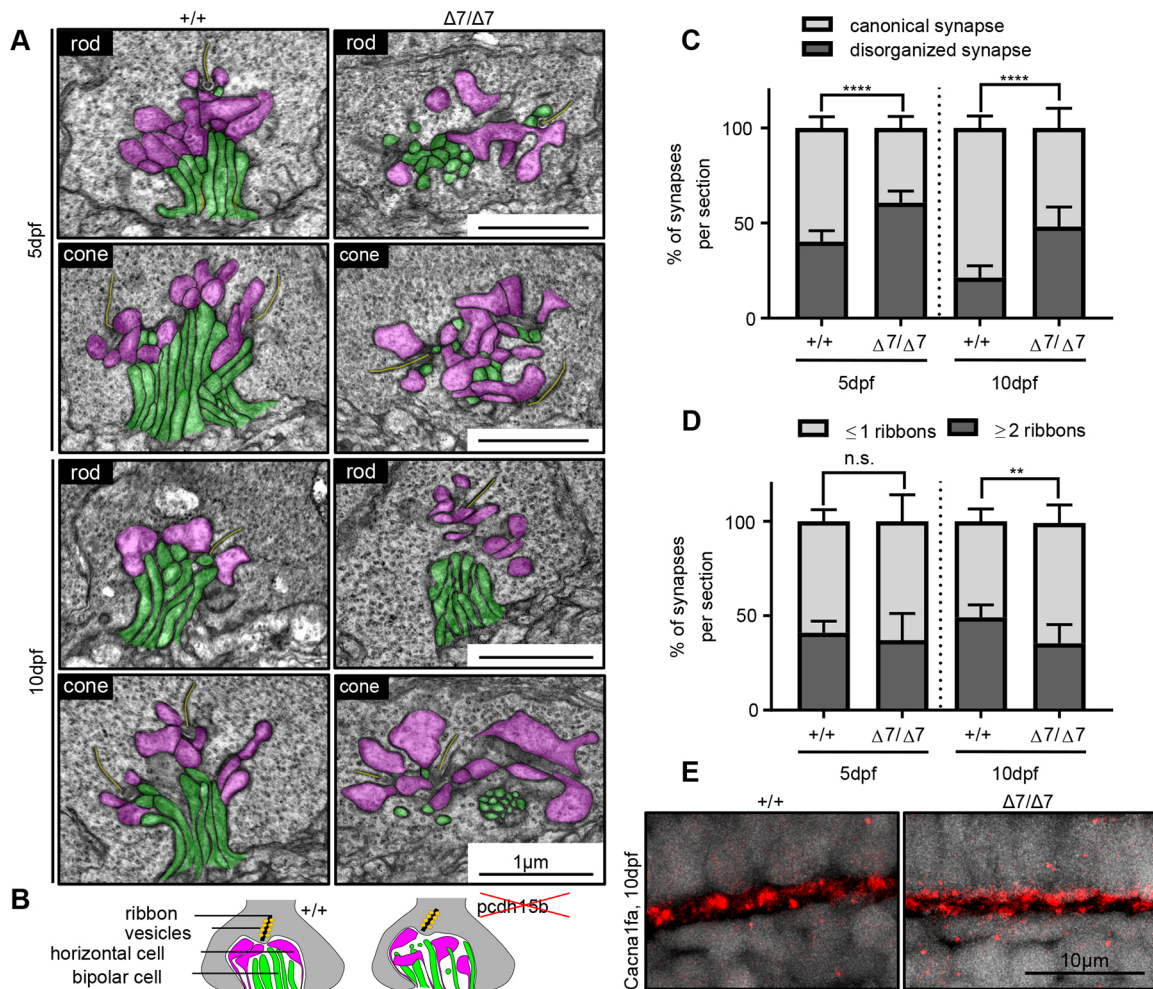 A
+/+
Δ7/Δ7
5dpf
rod
cone
10dpf
rod
cone
rod
cone
rod
cone
1µm
B
ribbon
vesicles
horizontal cell
bipolar cell
+/+
pcdh15b
C
canonical synapse
disorganized synapse
% of synapses
per section
100
50
0
****
****
+/+
Δ7/Δ7
+/+
Δ7/Δ7
5dpf
10dpf
D
≤1 ribbons
≥2 ribbons
n.s.
**
% of synapses
per section
100
50
0
+/+
Δ7/Δ7
+/+
Δ7/Δ7
5dpf
10dpf
E
+/+
Δ7/Δ7
Cacna1fa, 10dpf
10µm